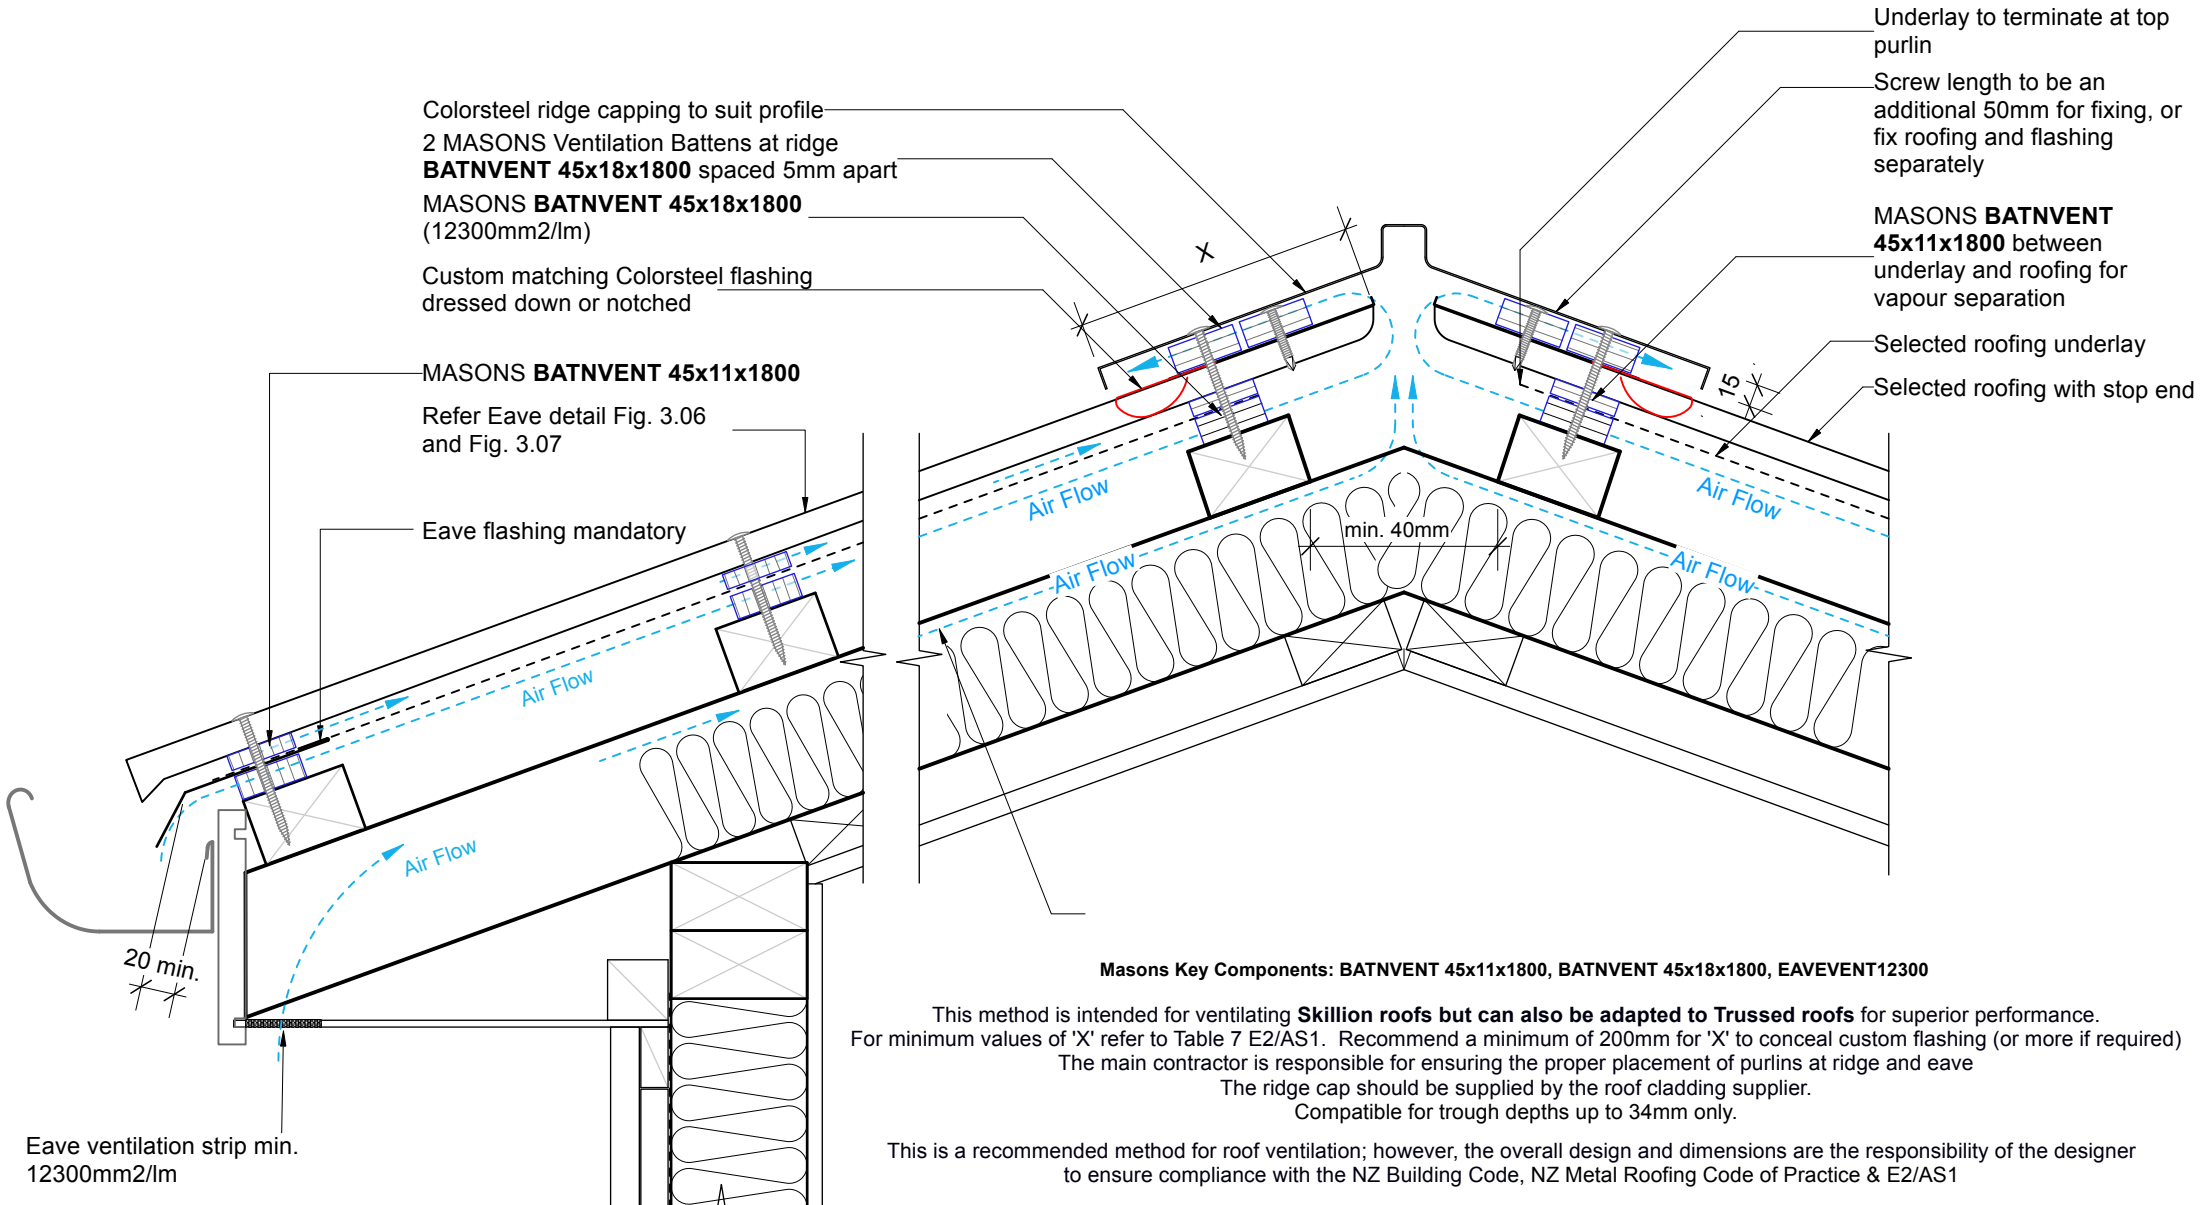 Underlay to terminate at top
purlin
Screw length to be an
additional 50mm for fixing, or
fix roofing and flashing
separately
MASONS BATNVENT
45x11x1800 between
underlay and roofing for
vapour separation
Selected roofing underlay
Selected roofing with stop end
Colorsteel ridge capping to suit profile
2 MASONS Ventilation Battens at ridge
BATNVENT 45x18x1800 spaced 5mm apart
MASONS BATNVENT 45x18x1800
(12300mm2/lm)
Custom matching Colorsteel flashing
dressed down or notched
MASONS BATNVENT 45x11x1800
Refer Eave detail Fig. 3.06
and Fig. 3.07
Eave flashing mandatory
X
15
Air Flow
Air Flow
min. 40mm
Air Flow
Air Flow
Air Flow
Air Flow
20 min.
Eave ventilation strip min.
12300mm2/lm
Masons Key Components: BATNVENT 45x11x1800, BATNVENT 45x18x1800, EAVEVENT12300
This method is intended for ventilating Skillion roofs but can also be adapted to Trussed roofs for superior performance.
For minimum values of 'X' refer to Table 7 E2/AS1. Recommend a minimum of 200mm for 'X' to conceal custom flashing (or more if required)
The main contractor is responsible for ensuring the proper placement of purlins at ridge and eave
The ridge cap should be supplied by the roof cladding supplier.
Compatible for trough depths up to 34mm only.
This is a recommended method for roof ventilation; however, the overall design and dimensions are the responsibility of the designer
to ensure compliance with the NZ Building Code, NZ Metal Roofing Code of Practice & E2/AS1